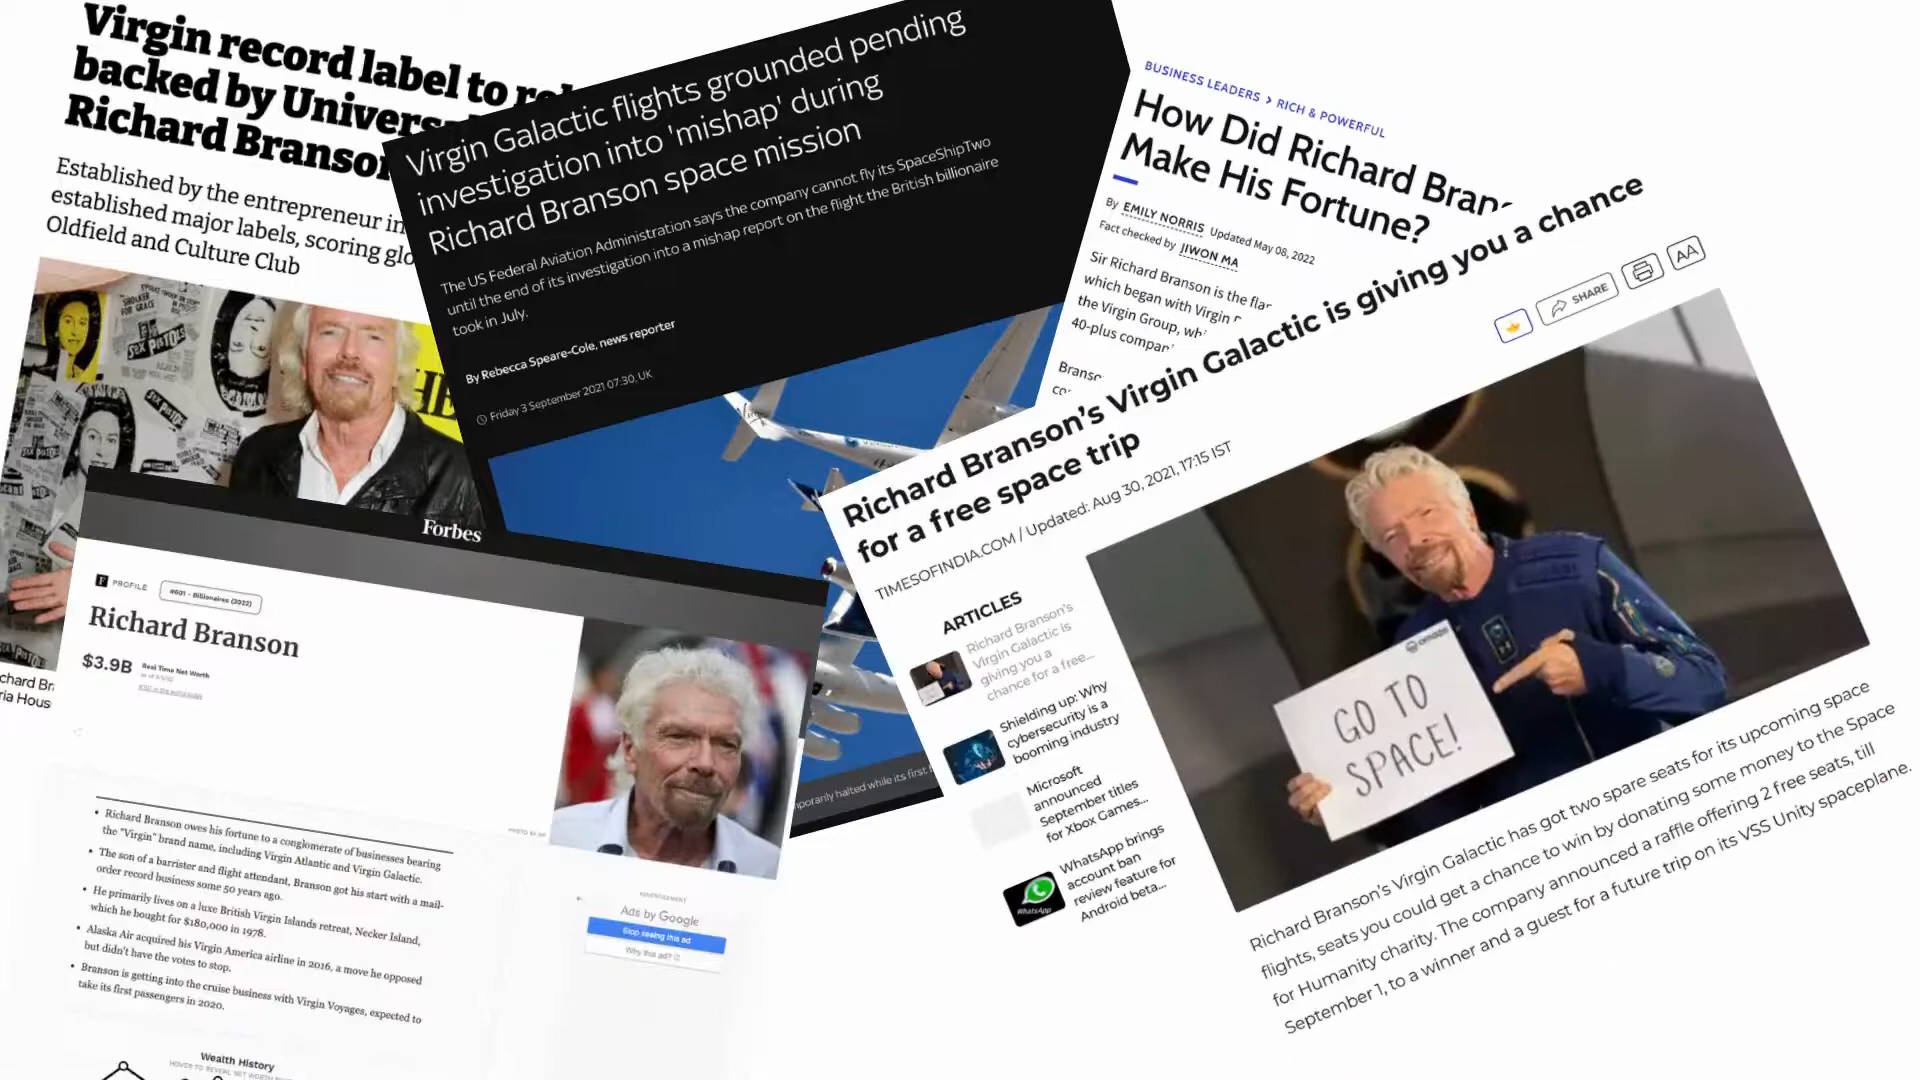 Virgin record label to
backed by
Richard
Established by the entrepreneur in
established major labels, scoring
Oldfield and Culture Club
SEX PISTOLS
Virgin Galactic flights grounded pending
investigation into 'mishap' during
Richard Branson space mission
The US Federal Aviation Administration says the company cannot fly its SpaceShipTwo
until the end of its investigation into a mishap report on the flight the British billionaire
took in July.
By Rebecca Speare-Cole, news reporter
Friday 3 September 2021 07:30, UK
BUSINESS LEADERS > RICH & POWERFUL
How Did Richard
Make His Fortune?
By EMILY NORRIS Updated May 08, 2022
Fact checked by JIWON MA
Sir Richard Branson is the
which began with Virgin
the Virgin Group,
40-plus
Richard Branson's Virgin Galactic is giving you a chance
for a free space trip
TIMESOFINDIA.COM / Updated: Aug 30, 2021, 17:15 IST
SHARE
AA
ARTICLES
Richard Branson's
Virgin Galactic is
giving you a
chance for a free...
Shielding up: Why
cybersecurity is a
booming industry
Microsoft
announced
September titles
for Xbox Games...
WhatsApp brings
account ban
review feature for
Android beta...
WhatsApp
omaze
GO TO
SPACE!
Richard Branson's Virgin Galactic has got two spare seats for its upcoming space
flights, seats you could get a chance to win by donating some money to the Space
for Humanity charity. The company announced a raffle offering 2 free seats, till
September 1, to a winner and a guest for a future trip on its VSS Unity spaceplane.
halted while its first
Forbes
F PROFILE
#601 - Billionaires (2022)
Richard Branson
$3.9B
Real Time Net Worth
PHOTO BY AP
Richard Branson owes his fortune to a conglomerate of businesses bearing
the "Virgin" brand name, including Virgin Atlantic and Virgin Galactic.
The son of a barrister and flight attendant, Branson got his start with a mail-
order record business some 50 years ago.
He primarily lives on a luxe British Virgin Islands retreat, Necker Island,
which he bought for $180,000 in 1978.
Alaska Air acquired his Virgin America airline in 2016, a move he opposed
but didn't have the votes to stop.
Branson is getting into the cruise business with Virgin Voyages, expected to
take its first passengers in 2020.
ADVERTISEMENT
Ads by Google
Stop seeing this ad
Why this ad?
Wealth History